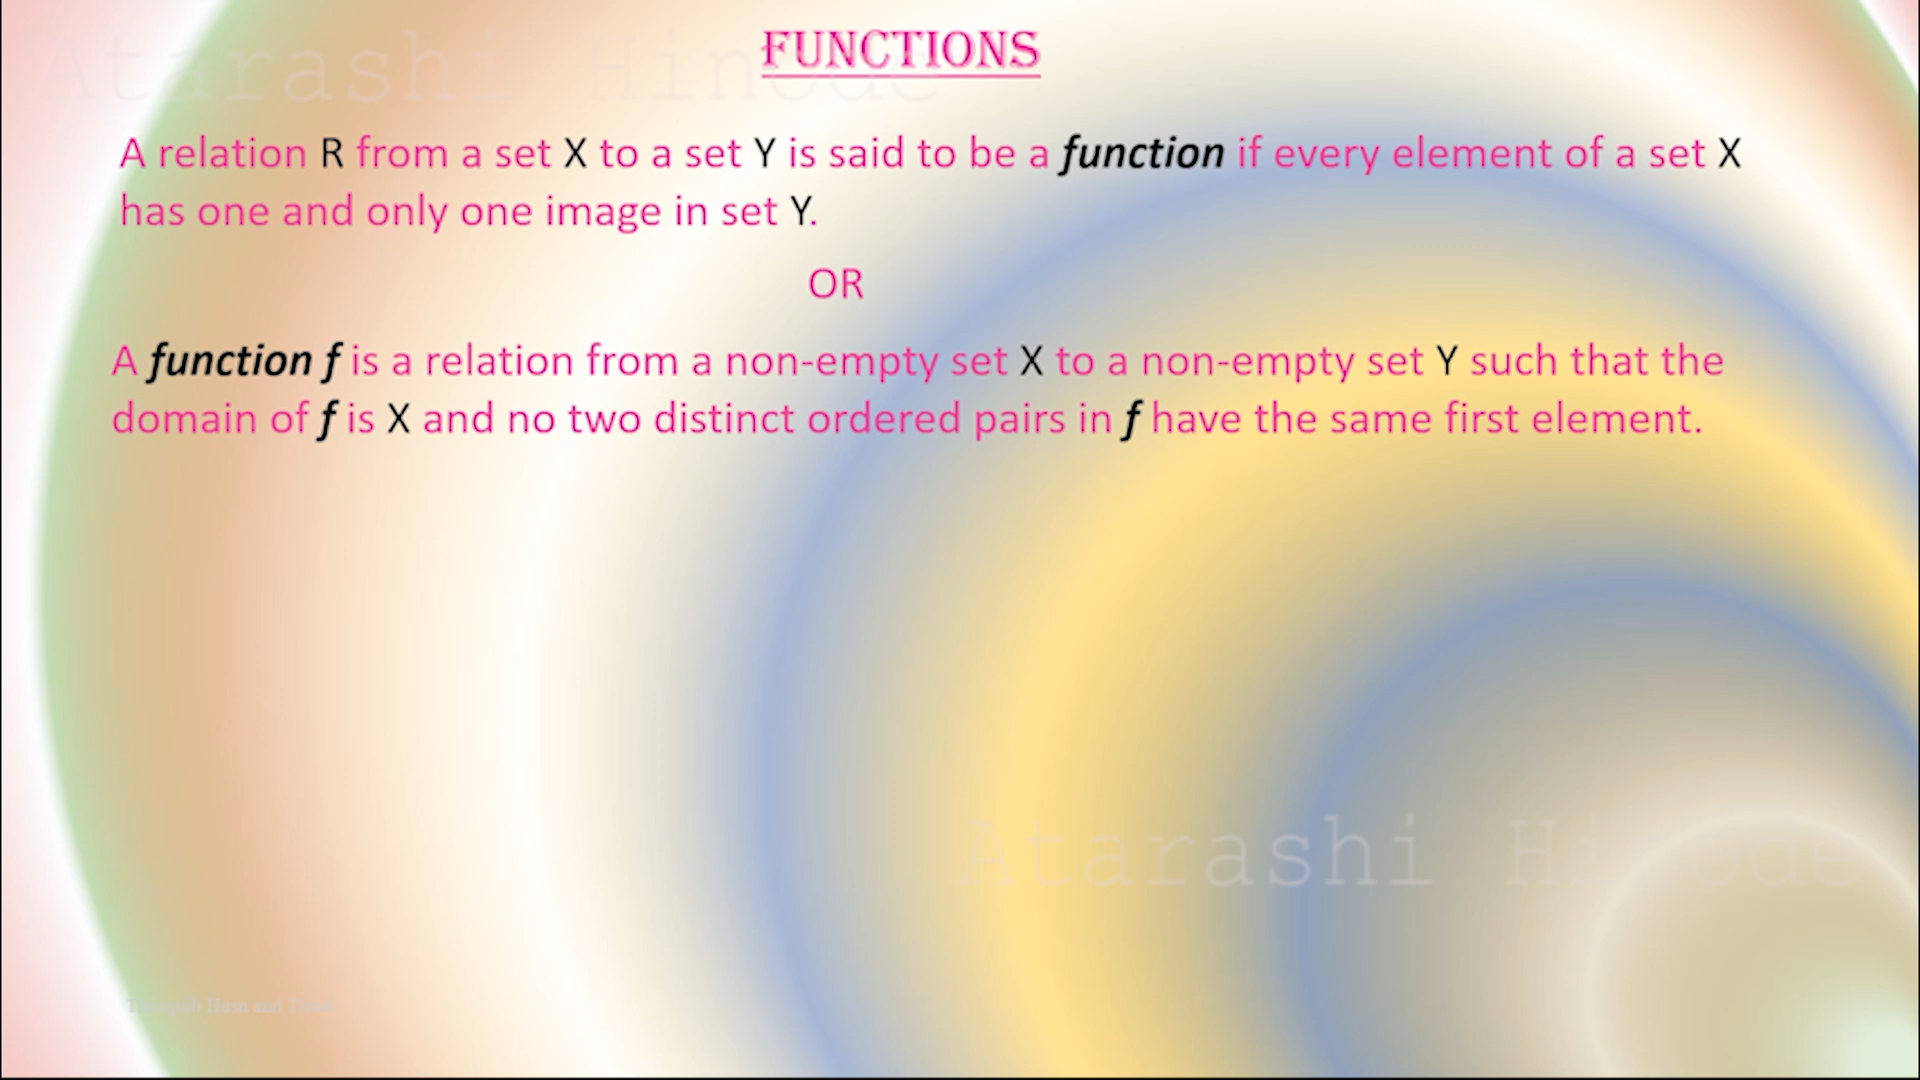 Atarashi Hinode
FUNCTIONS
A relation R from a set X to a set Y is said to be a function if every element of a set X
has one and only one image in set Y.
OR
A function f is a relation from a non-empty set X to a non-empty set Y such that the
domain of f is X and no two distinct ordered pairs in f have the same first element.
Atarashi Hinode
Husn and